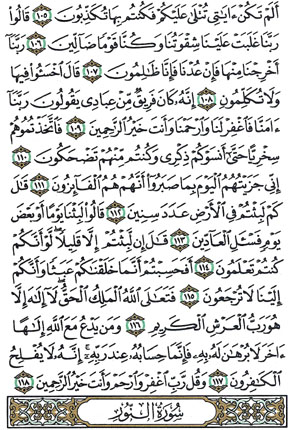 أَلَمْ تَكُنْ ءَايَٰتِى تُتْلَىٰ عَلَيْكُمْ فَكُنتُم بِهَا تُكَذِّبُونَ ١٠٥ قَالُوا۟
رَبَّنَا غَلَبَتْ عَلَيْنَا شِقْوَتُنَا وَكُنَّا قَوْمًا ضَآلِّينَ ١٠٦ رَبَّنَآ
أَخْرِجْنَا مِنْهَا فَإِنْ عُدْنَا فَإِنَّا ظَٰلِمُونَ ١٠٧ قَالَ ٱخْسَـُٔوا۟ فِيهَا
وَلَا تُكَلِّمُونِ ١٠٨ إِنَّهُۥ كَانَ فَرِيقٌ مِّنْ عِبَادِى يَقُولُونَ رَبَّنَآ
ءَامَنَّا فَٱغْفِرْ لَنَا وَٱرْحَمْنَا وَأَنتَ خَيْرُ ٱلرَّٰحِمِينَ ١٠٩ فَٱتَّخَذْتُمُوهُمْ
سِخْرِيًّا حَتَّىٰٓ أَنسَوْكُمْ ذِكْرِى وَكُنتُم مِّنْهُمْ تَضْحَكُونَ ١١٠
إِنِّى جَزَيْتُهُمُ ٱلْيَوْمَ بِمَا صَبَرُوٓا۟ أَنَّهُمْ هُمُ ٱلْفَآئِزُونَ ١١١ قَٰلَ
كَمْ لَبِثْتُمْ فِى ٱلْأَرْضِ عَدَدَ سِنِينَ ١١٢ قَالُوا۟ لَبِثْنَا يَوْمًا أَوْ بَعْضَ
يَوْمٍ فَسْـَٔلِ ٱلْعَآدِّينَ ١١٣ قَٰلَ إِن لَّبِثْتُمْ إِلَّا قَلِيلًا لَّوْ أَنَّكُمْ
كُنتُمْ تَعْلَمُونَ ١١٤ أَفَحَسِبْتُمْ أَنَّمَا خَلَقْنَٰكُمْ عَبَثًا وَأَنَّكُمْ
إِلَيْنَا لَا تُرْجَعُونَ ١١٥ فَتَعَٰلَى ٱللَّهُ ٱلْمَلِكُ ٱلْحَقُّ لَآ إِلَٰهَ إِلَّا
هُوَ رَبُّ ٱلْعَرْشِ ٱلْكَرِيمِ ١١٦ وَمَن يَدْعُ مَعَ ٱللَّهِ إِلَٰهًا
ءَاخَرَ لَا بُرْهَٰنَ لَهُۥ بِهِۦ فَإِنَّمَا حِسَابُهُۥ عِندَ رَبِّهِۦٓ إِنَّهُۥ لَا يُفْلِحُ
ٱلْكَٰفِرُونَ ١١٧ وَقُل رَّبِّ ٱغْفِرْ وَٱرْحَمْ وَأَنتَ خَيْرُ ٱلرَّٰحِمِينَ ١١٨
سُورَةُ النُّورِ